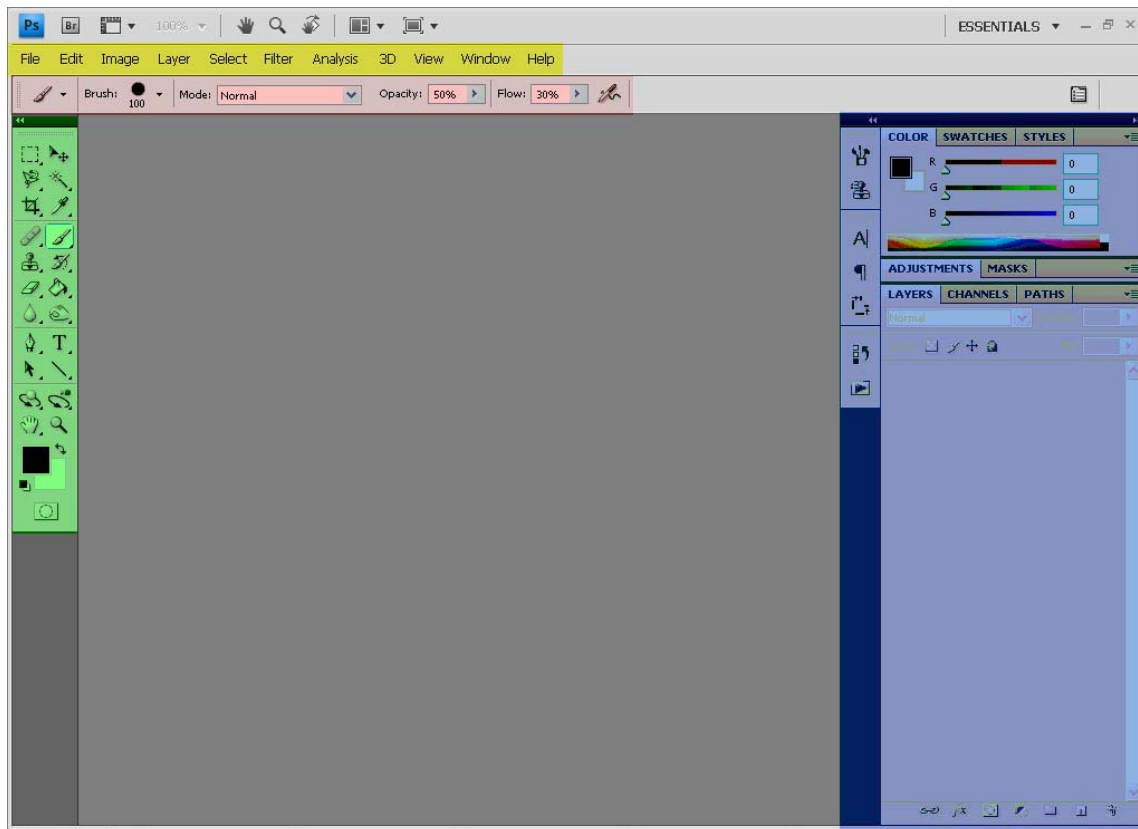 Ps Br 100% ESSENTIALS
File Edit Image Layer Select Filter Analysis 3D View Window Help
Brush: 100 Mode: Normal Opacity: 50% Flow: 30%
COLOR SWATCHES STYLES
R 0
G 0
B 0
ADJUSTMENTS MASKS
LAYERS CHANNELS PATHS
Normal